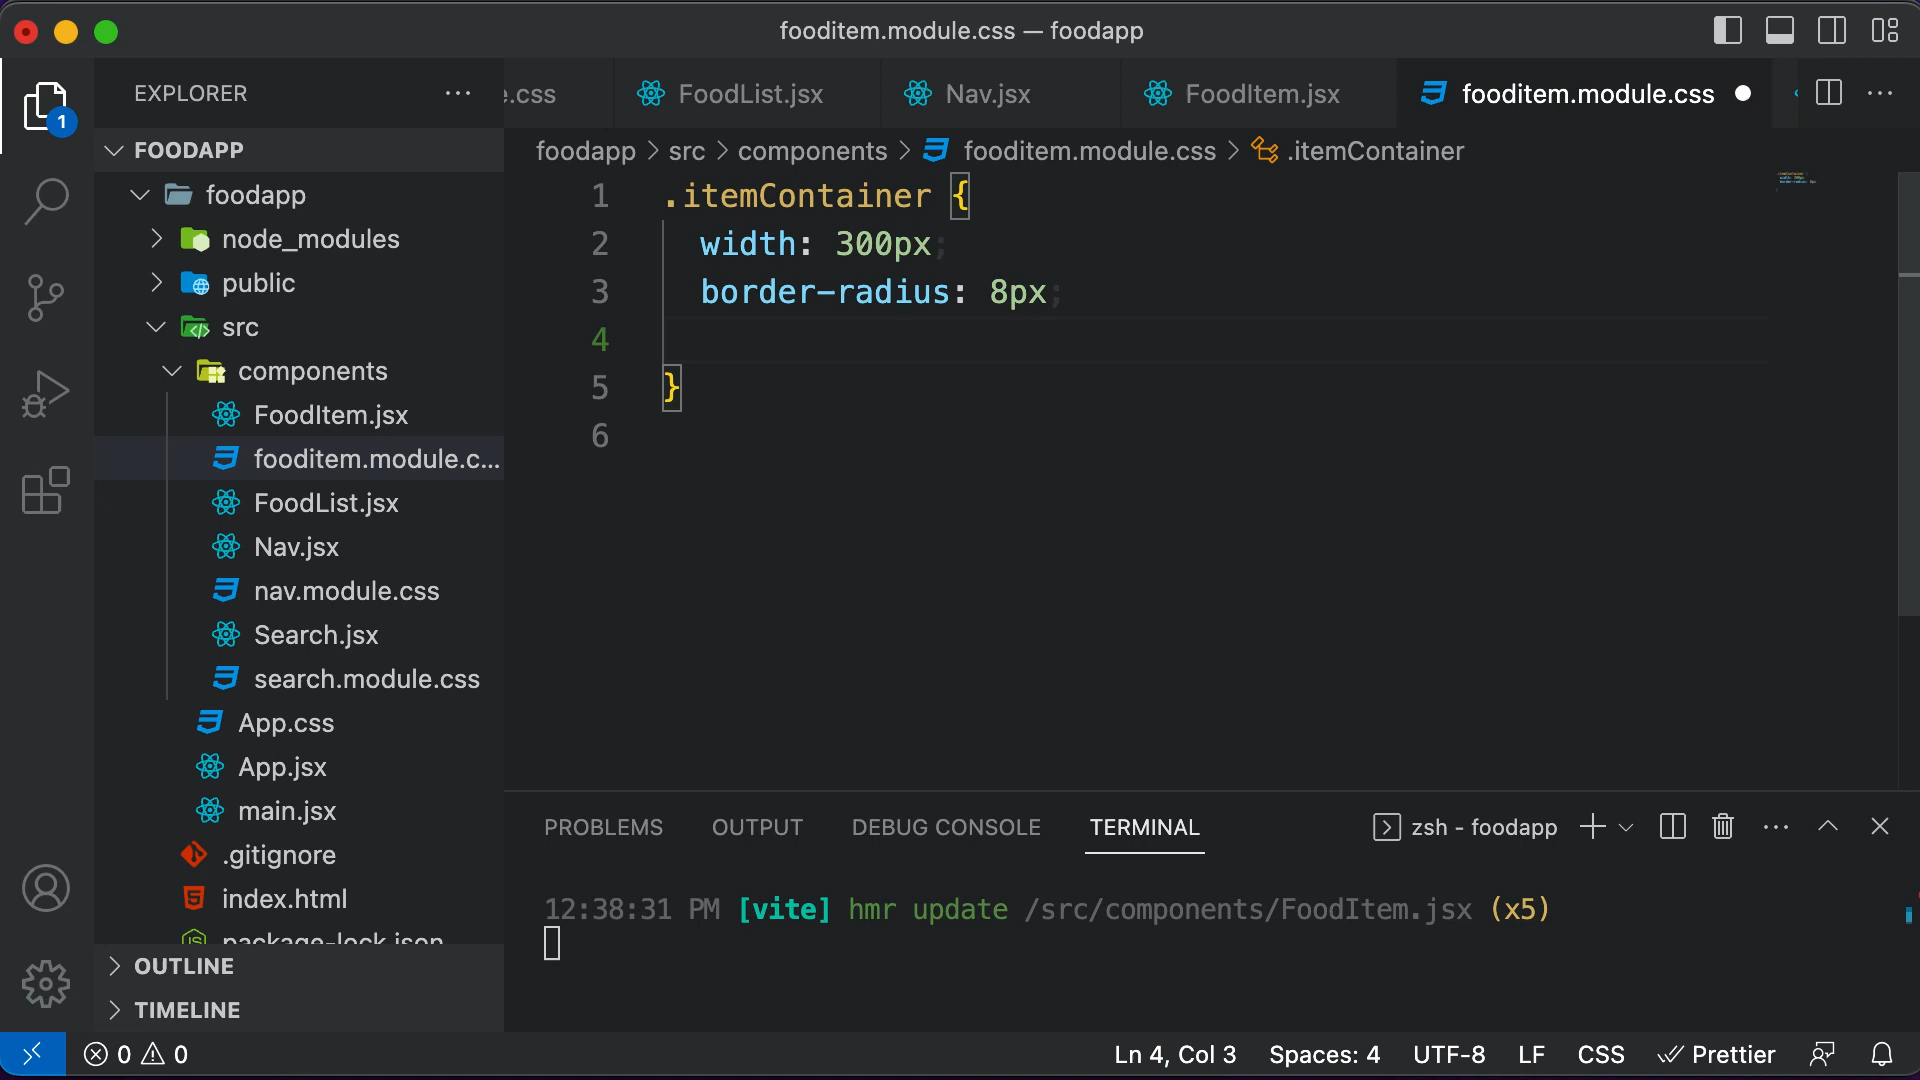 fooditem.module.css — foodapp
1
EXPLORER
e.css
FoodList.jsx
Nav.jsx
FoodItem.jsx
fooditem.module.css
FOODAPP
foodapp > src > components > fooditem.module.css > .itemContainer
foodapp
node_modules
public
src
components
FoodItem.jsx
fooditem.module.c...
FoodList.jsx
Nav.jsx
nav.module.css
Search.jsx
search.module.css
App.css
App.jsx
main.jsx
.gitignore
index.html
package-lock.json
OUTLINE
TIMELINE
1 .itemContainer {
2 width: 300px;
3 border-radius: 8px;
4
5 }
6
PROBLEMS
OUTPUT
DEBUG CONSOLE
TERMINAL
zsh - foodapp
12:38:31 PM [vite] hmr update /src/components/FoodItem.jsx (x5)
0 0
Ln 4, Col 3
Spaces: 4
UTF-8
LF
CSS
Prettier